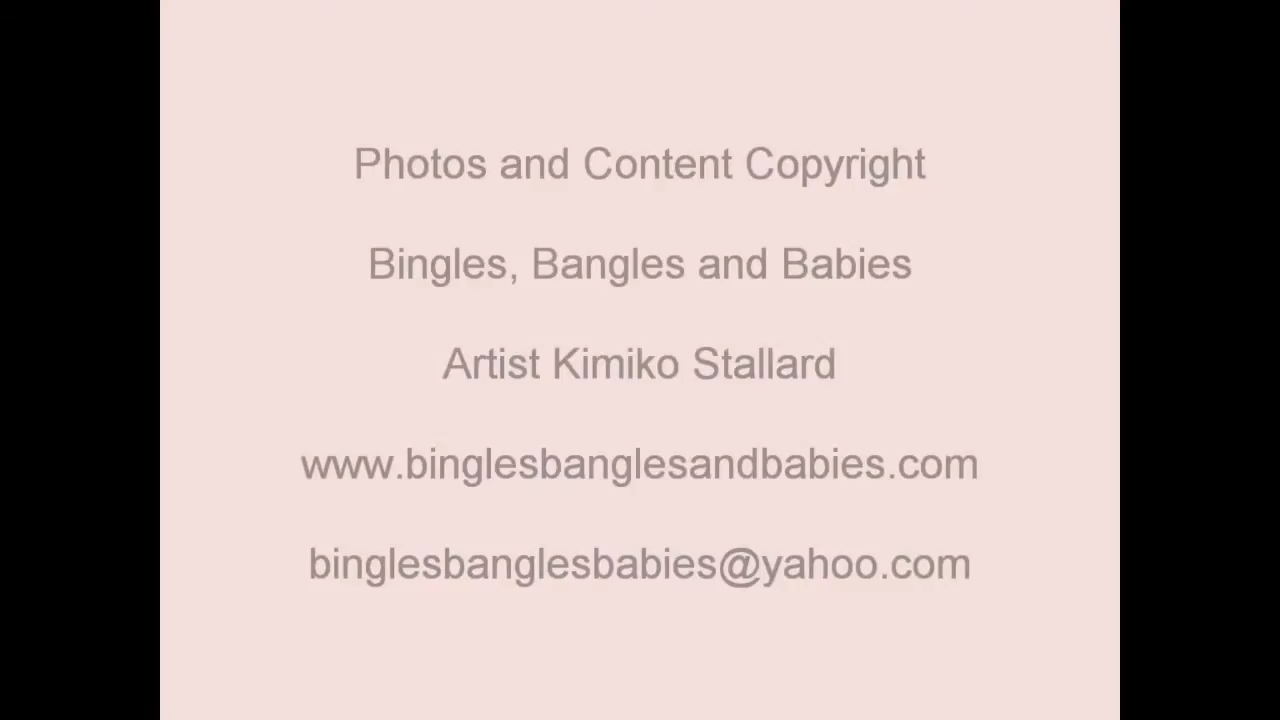 Photos and Content Copyright
Bingles, Bangles and Babies
Artist Kimiko Stallard
www.binglesbanglesandbabies.com
binglesbanglesbabies@yahoo.com